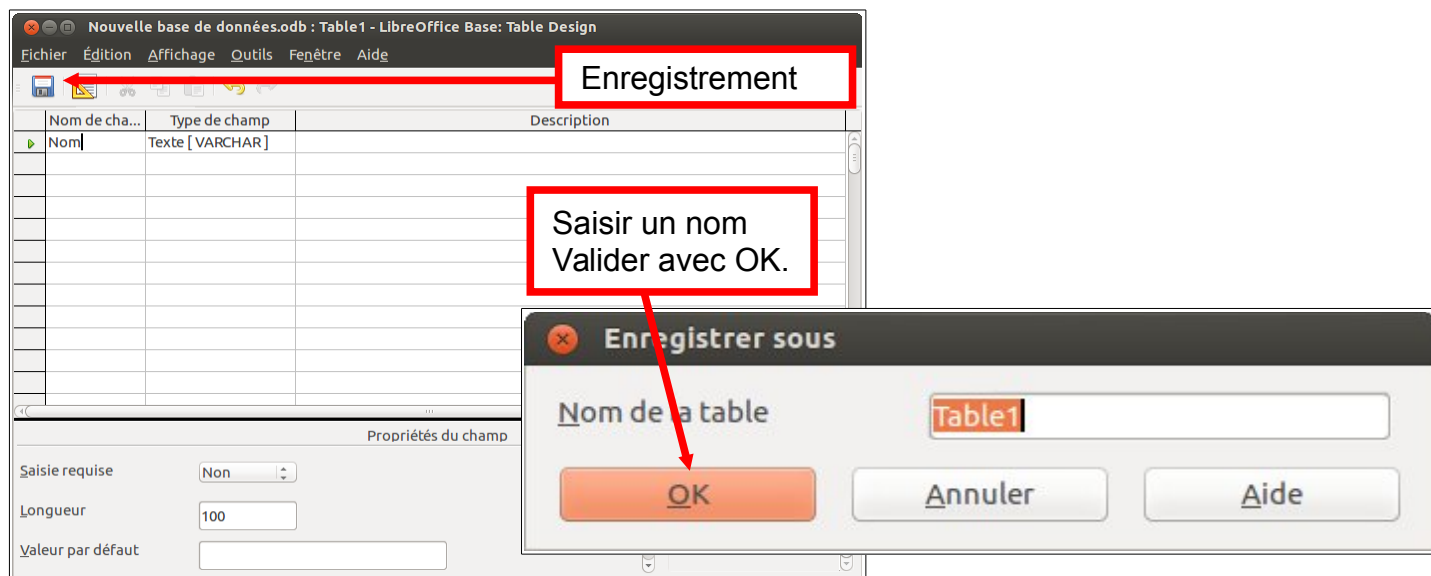 Nouvelle base de données.odb : Table1 - LibreOffice Base: Table Design
Fichier Édition Affichage Outils Fenêtre Aide
Enregistrement
Nom de cha... Type de champ Description
Nom Texte [ VARCHAR ]
Saisir un nom
Valider avec OK.
Enregistrer sous
Nom de la table Table1
OK Annuler Aide
Propriétés du champ
Saisie requise Non
Longueur 100
Valeur par défaut